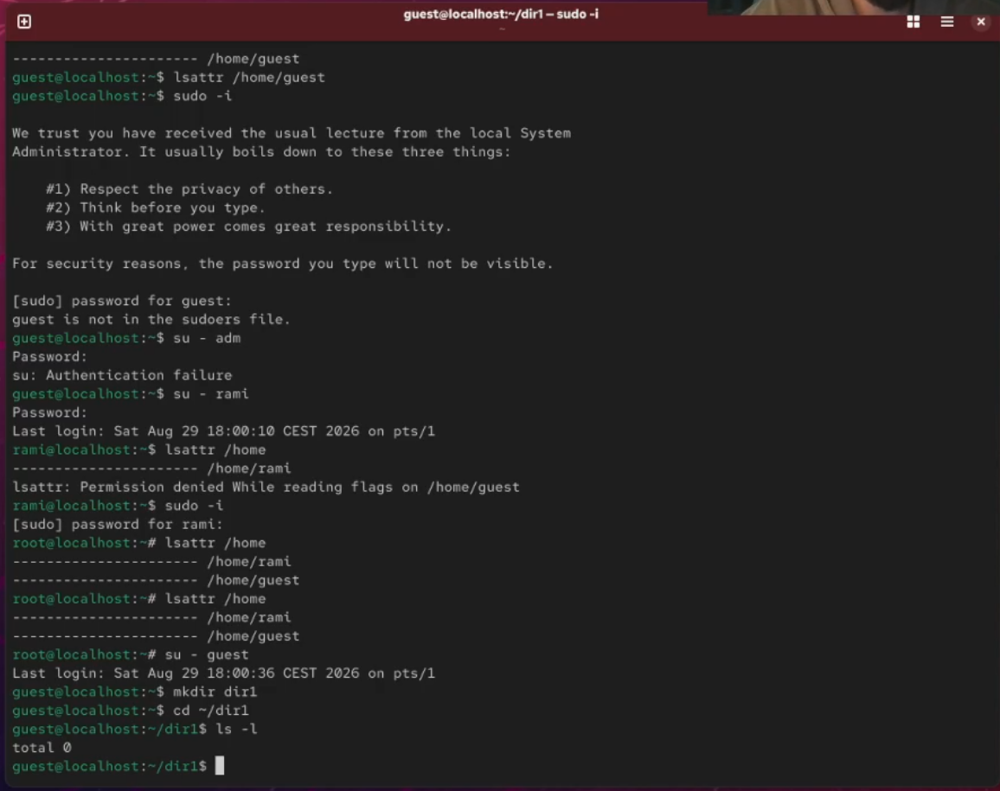 guest@localhost:~/dir1 — sudo -i
~
---------------------- /home/guest
guest@localhost:~$ lsattr /home/guest
guest@localhost:~$ sudo -i
We trust you have received the usual lecture from the local System
Administrator. It usually boils down to these three things:
#1) Respect the privacy of others.
#2) Think before you type.
#3) With great power comes great responsibility.
For security reasons, the password you type will not be visible.
[sudo] password for guest:
guest is not in the sudoers file.
guest@localhost:~$ su - adm
Password:
su: Authentication failure
guest@localhost:~$ su - rami
Password:
Last login: Sat Aug 29 18:00:10 CEST 2026 on pts/1
rami@localhost:~$ lsattr /home
---------------------- /home/rami
lsattr: Permission denied While reading flags on /home/guest
rami@localhost:~$ sudo -i
[sudo] password for rami:
root@localhost:~# lsattr /home
---------------------- /home/rami
---------------------- /home/guest
root@localhost:~# lsattr /home
---------------------- /home/rami
---------------------- /home/guest
root@localhost:~# su - guest
Last login: Sat Aug 29 18:00:36 CEST 2026 on pts/1
guest@localhost:~$ mkdir dir1
guest@localhost:~$ cd ~/dir1
guest@localhost:~/dir1$ ls -l
total 0
guest@localhost:~/dir1$